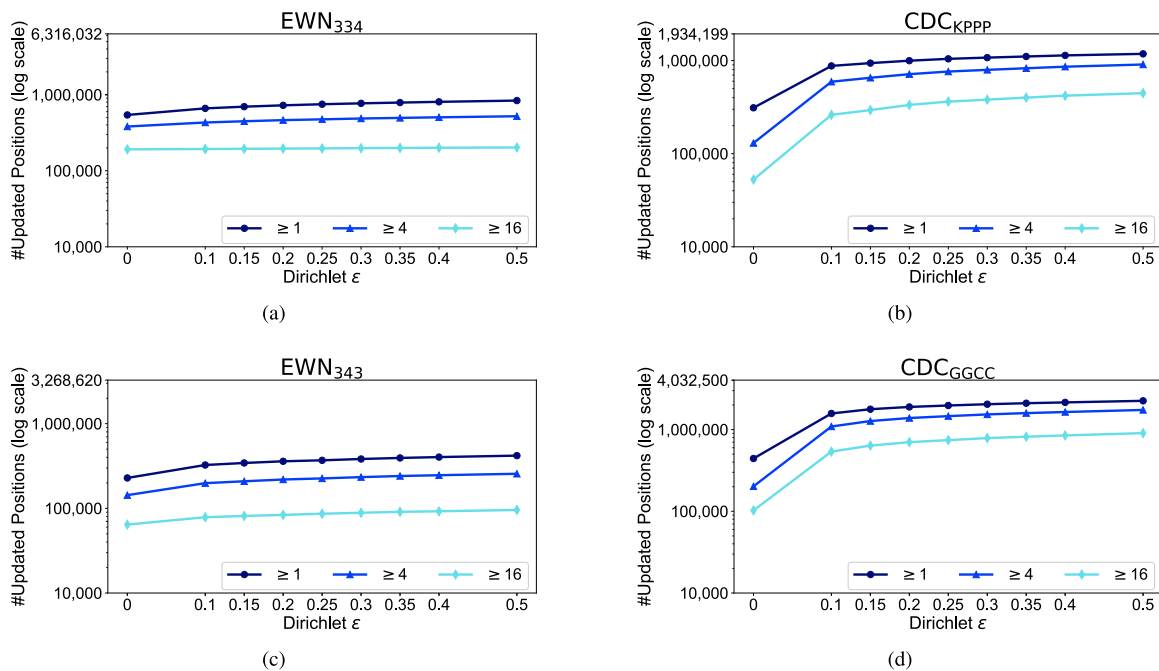 EWN334
#Updated Positions (log scale)
6,316,032
1,000,000
100,000
10,000
≥ 1 ≥ 4 ≥ 16
0 0.1 0.15 0.2 0.25 0.3 0.35 0.4 0.5
Dirichlet ε
(a)
CDCKPPP
#Updated Positions (log scale)
1,934,199
1,000,000
100,000
10,000
≥ 1 ≥ 4 ≥ 16
0 0.1 0.15 0.2 0.25 0.3 0.35 0.4 0.5
Dirichlet ε
(b)
EWN343
#Updated Positions (log scale)
3,268,620
1,000,000
100,000
10,000
≥ 1 ≥ 4 ≥ 16
0 0.1 0.15 0.2 0.25 0.3 0.35 0.4 0.5
Dirichlet ε
(c)
CDCGGCC
#Updated Positions (log scale)
4,032,500
1,000,000
100,000
10,000
≥ 1 ≥ 4 ≥ 16
0 0.1 0.15 0.2 0.25 0.3 0.35 0.4 0.5
Dirichlet ε
(d)